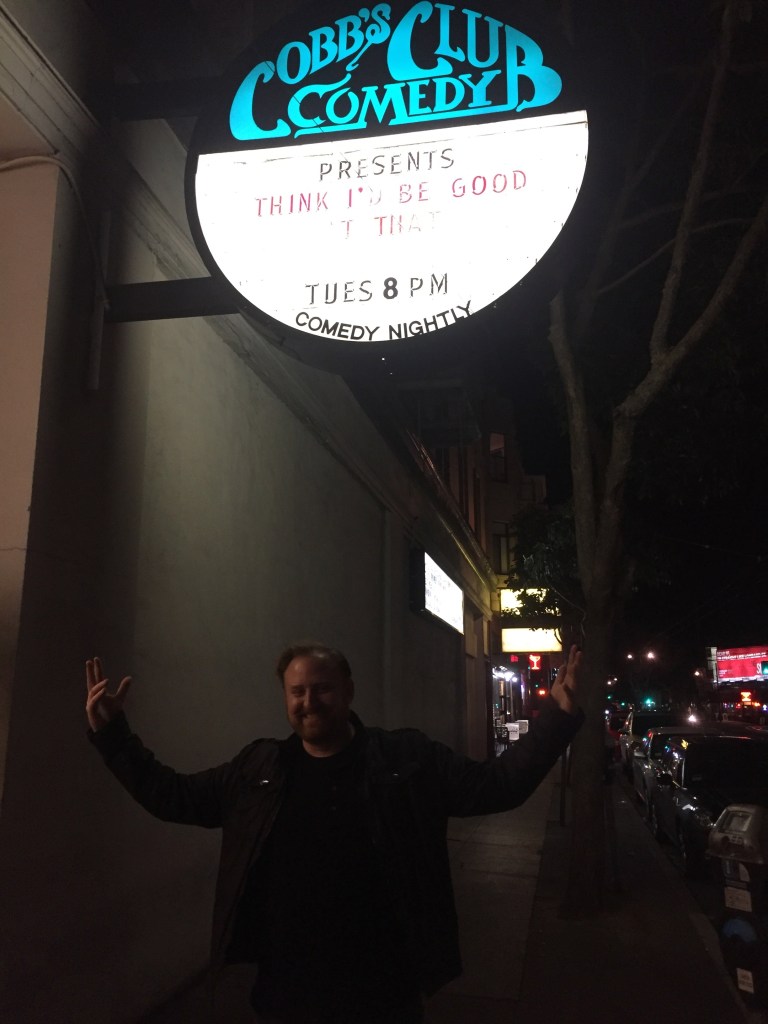 COBB'S
COMEDY
CLUB
PRESENTS
THINK I'D BE GOOD
'T THAT
TUES 8 PM
COMEDY NIGHTLY